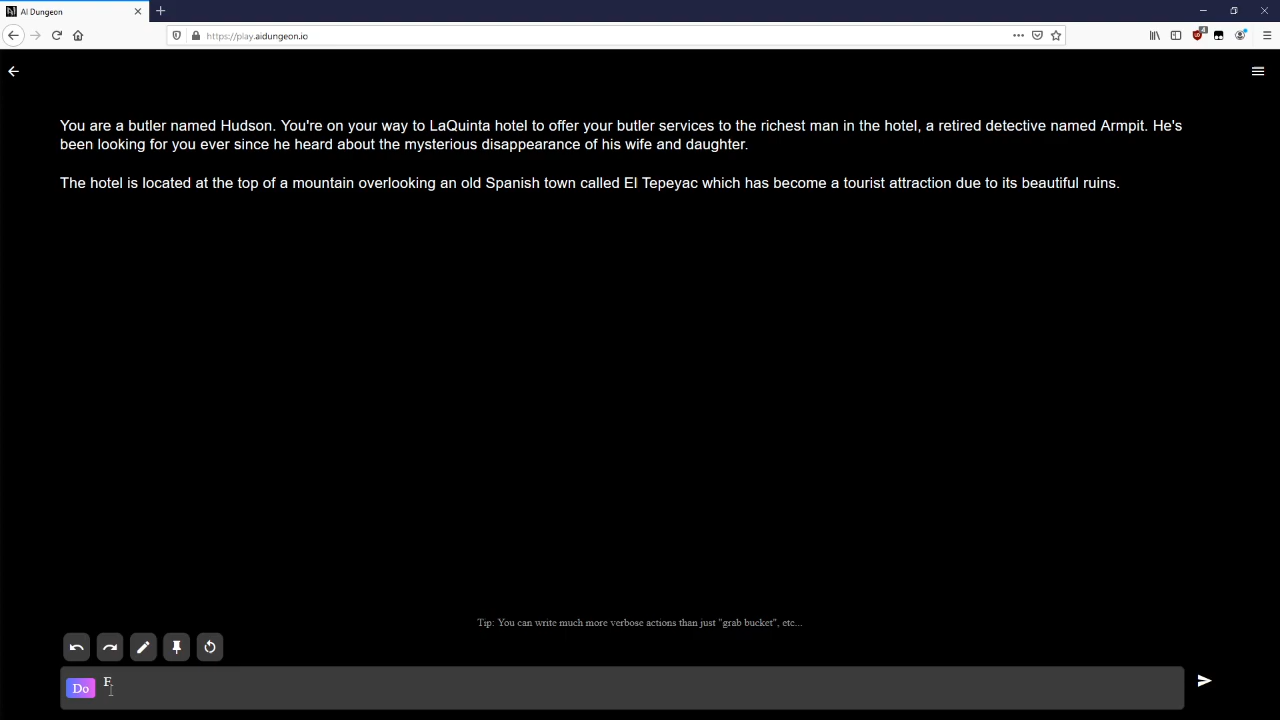 AI Dungeon
https://play.aidungeon.io
You are a butler named Hudson. You're on your way to LaQuinta hotel to offer your butler services to the richest man in the hotel, a retired detective named Armpit. He's
been looking for you ever since he heard about the mysterious disappearance of his wife and daughter.
The hotel is located at the top of a mountain overlooking an old Spanish town called El Tepeyac which has become a tourist attraction due to its beautiful ruins.
Tip: You can write much more verbose actions than just "grab bucket", etc...
Do F